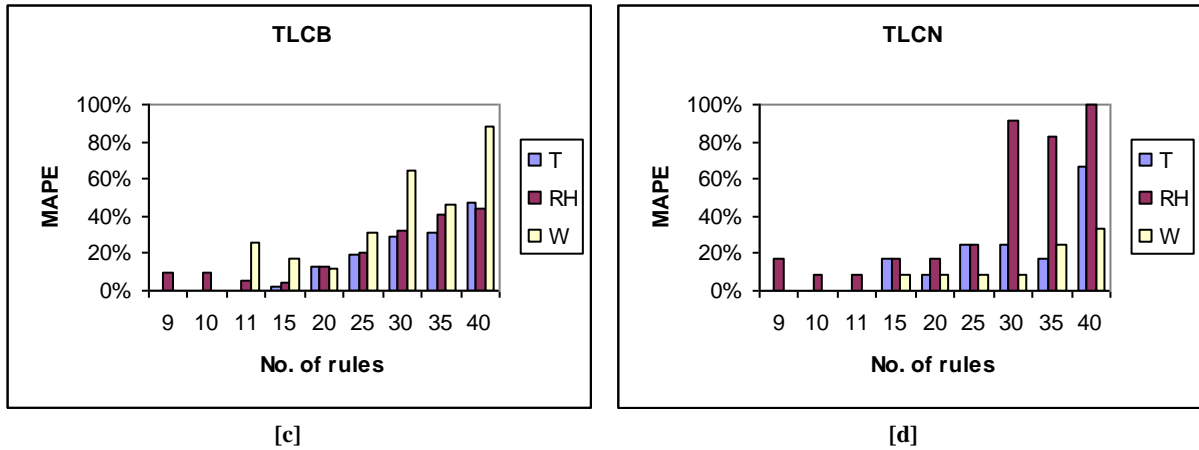 TLCB
100%
80%
60%
40%
20%
0%
MAPE
9 10 11 15 20 25 30 35 40
No. of rules
T
RH
W
[c]
TLCN
100%
80%
60%
40%
20%
0%
MAPE
9 10 11 15 20 25 30 35 40
No. of rules
T
RH
W
[d]